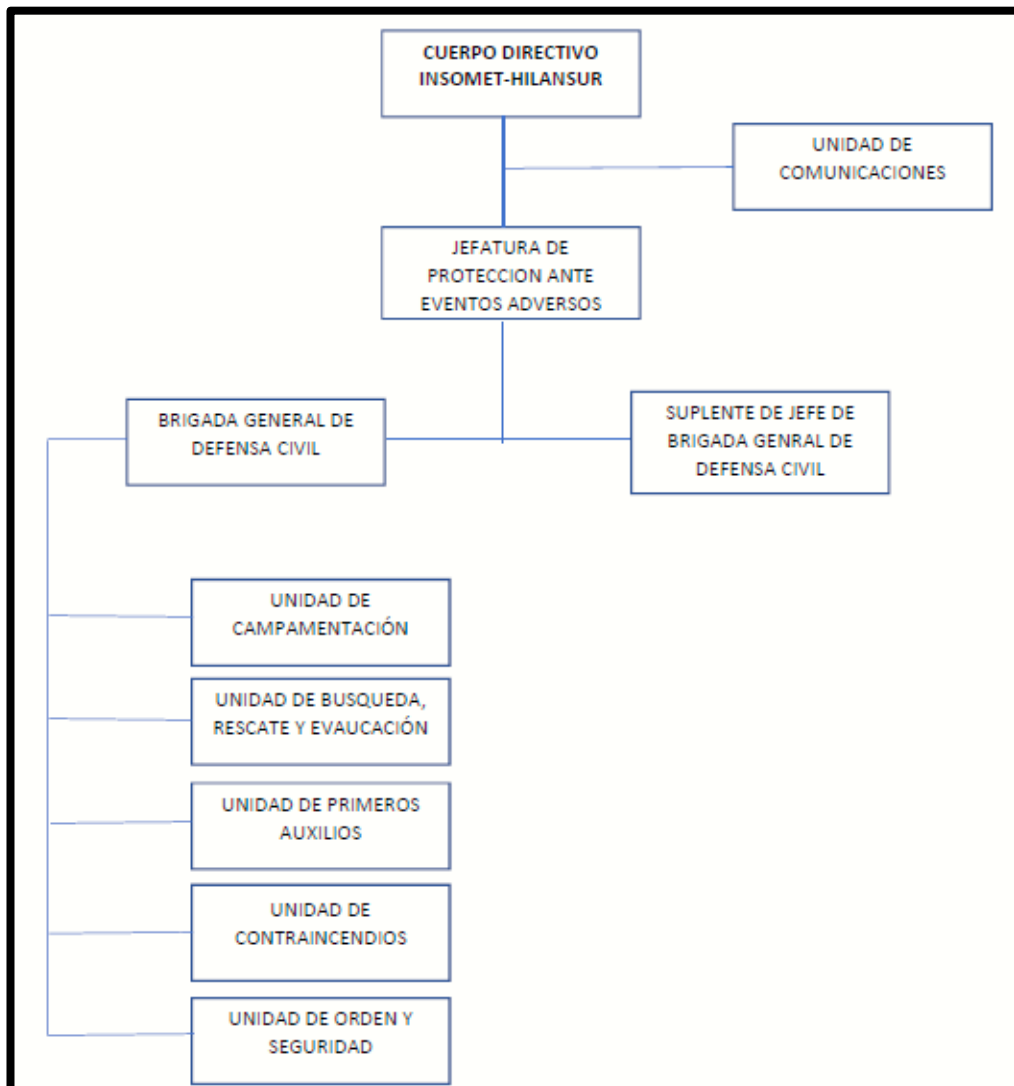 CUERPO DIRECTIVO
INSOMET-HILANSUR
UNIDAD DE
COMUNICACIONES
JEFATURA DE
PROTECCION ANTE
EVENTOS ADVERSOS
BRIGADA GENERAL DE
DEFENSA CIVIL
SUPLENTE DE JEFE DE
BRIGADA GENRAL DE
DEFENSA CIVIL
UNIDAD DE
CAMPAMENTACIÓN
UNIDAD DE BUSQUEDA,
RESCATE Y EVAUCACIÓN
UNIDAD DE PRIMEROS
AUXILIOS
UNIDAD DE
CONTRAINCENDIOS
UNIDAD DE ORDEN Y
SEGURIDAD